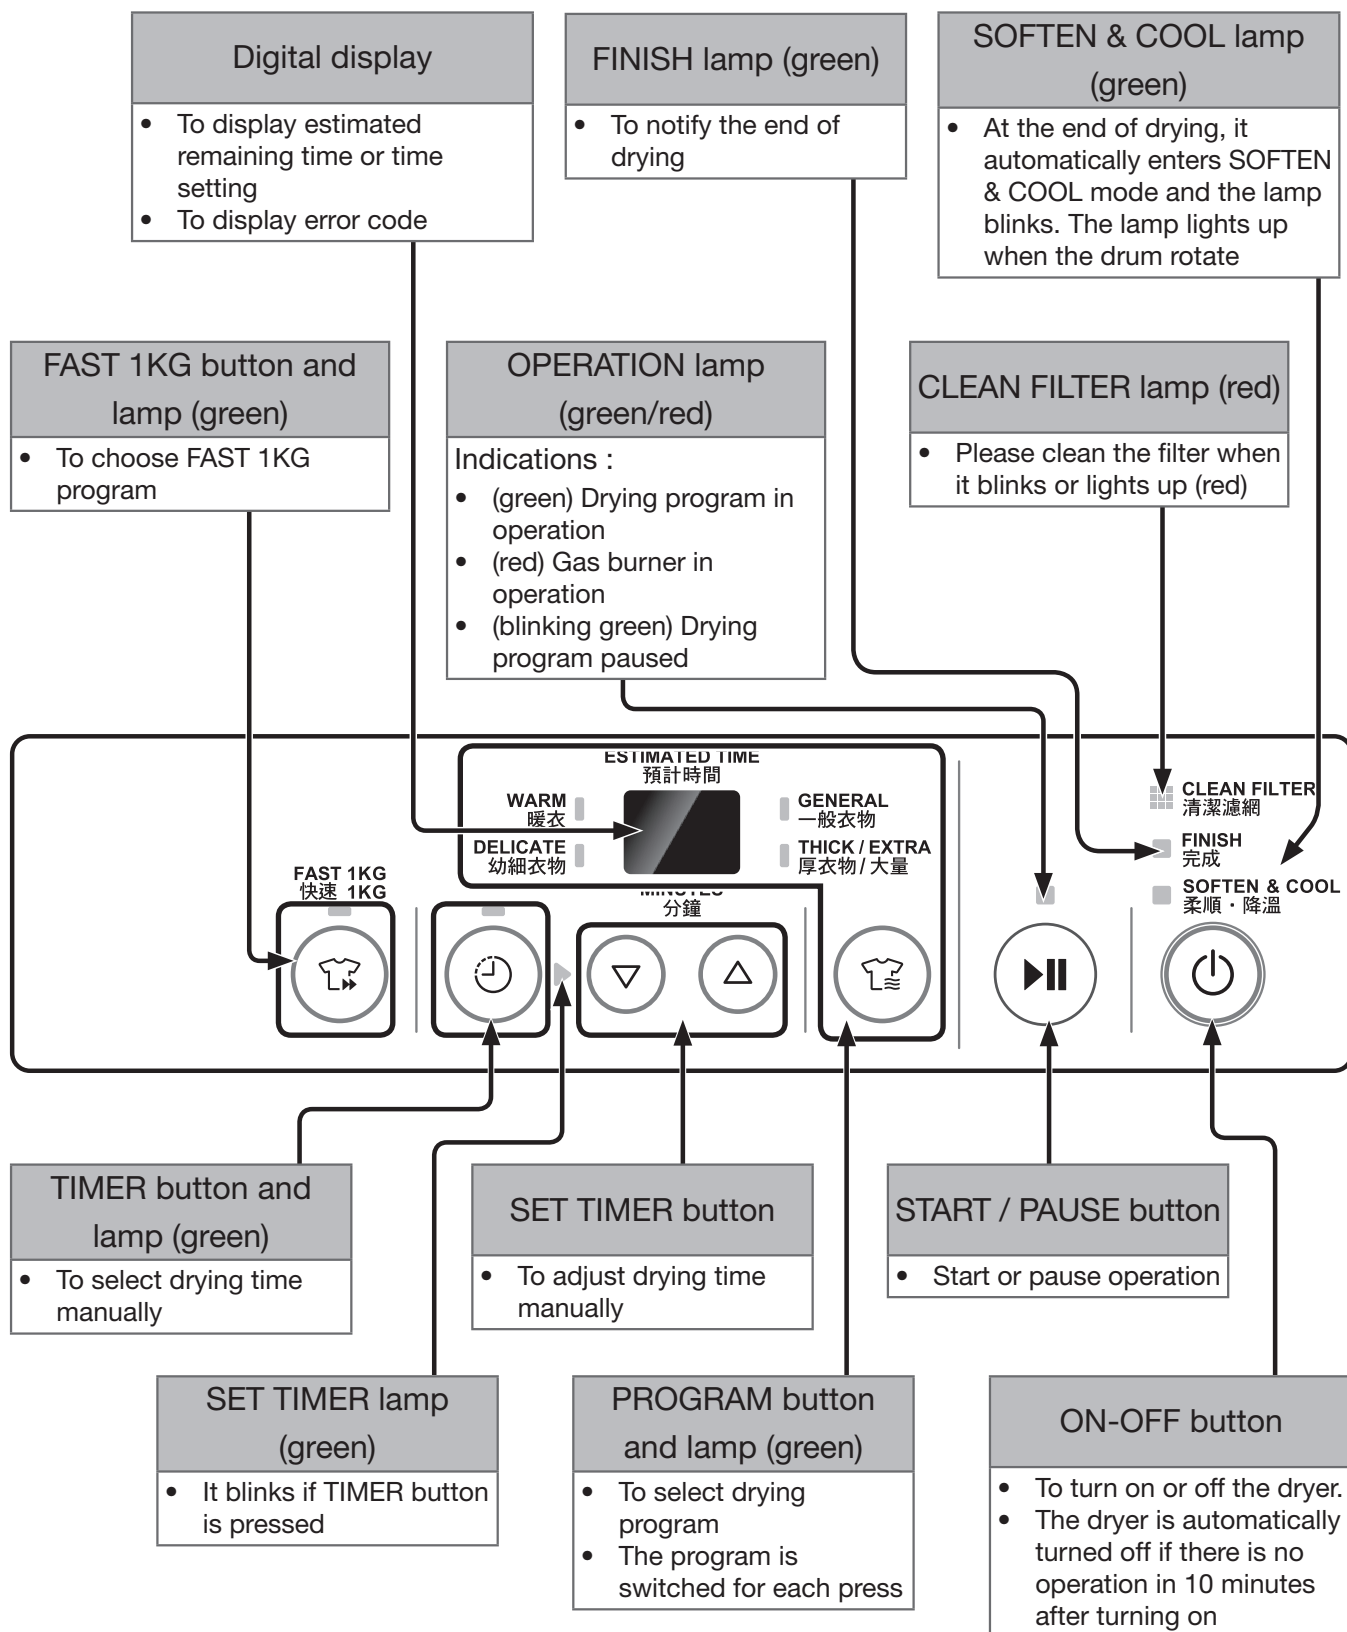 Digital display
• To display estimated
remaining time or time
setting
• To display error code
FINISH lamp (green)
• To notify the end of
drying
SOFTEN & COOL lamp
(green)
• At the end of drying, it
automatically enters SOFTEN
& COOL mode and the lamp
blinks. The lamp lights up
when the drum rotate
FAST 1KG button and
lamp (green)
• To choose FAST 1KG
program
OPERATION lamp
(green/red)
Indications :
• (green) Drying program in
operation
• (red) Gas burner in
operation
• (blinking green) Drying
program paused
CLEAN FILTER lamp (red)
• Please clean the filter when
it blinks or lights up (red)
ESTIMATED TIME
預計時間
WARM
暖衣
DELICATE
幼細衣物
GENERAL
一般衣物
THICK / EXTRA
厚衣物/大量
CLEAN FILTER
清潔濾網
FINISH
完成
SOFTEN & COOL
柔順・降溫
FAST 1KG
快速 1KG
MINUTES
分鐘
TIMER button and
lamp (green)
• To select drying time
manually
SET TIMER button
• To adjust drying time
manually
START / PAUSE button
• Start or pause operation
SET TIMER lamp
(green)
• It blinks if TIMER button
is pressed
PROGRAM button
and lamp (green)
• To select drying
program
• The program is
switched for each press
ON-OFF button
• To turn on or off the dryer.
• The dryer is automatically
turned off if there is no
operation in 10 minutes
after turning on